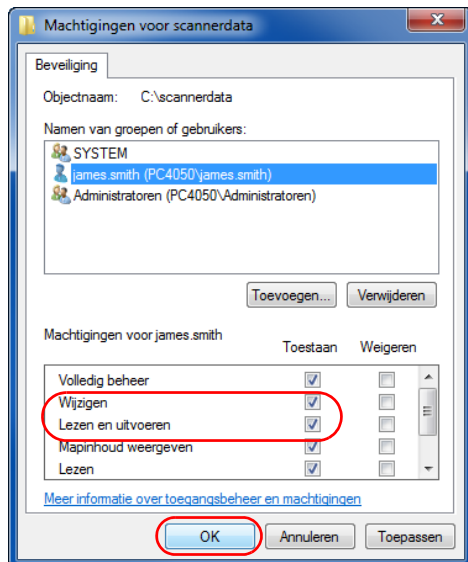 Machtigingen voor scannerdata
Beveiliging
Objectnaam: C:\scannerdata
Namen van groepen of gebruikers:
SYSTEM
james.smith (PC4050\james.smith)
Administratoren (PC4050\Administratoren)
Toevoegen... Verwijderen
Machtigingen voor james.smith Toestaan Weigeren
Volledig beheer
Wijzigen
Lezen en uitvoeren
Mapinhoud weergeven
Lezen
Meer informatie over toegangsbeheer en machtigingen
OK Annuleren Toepassen